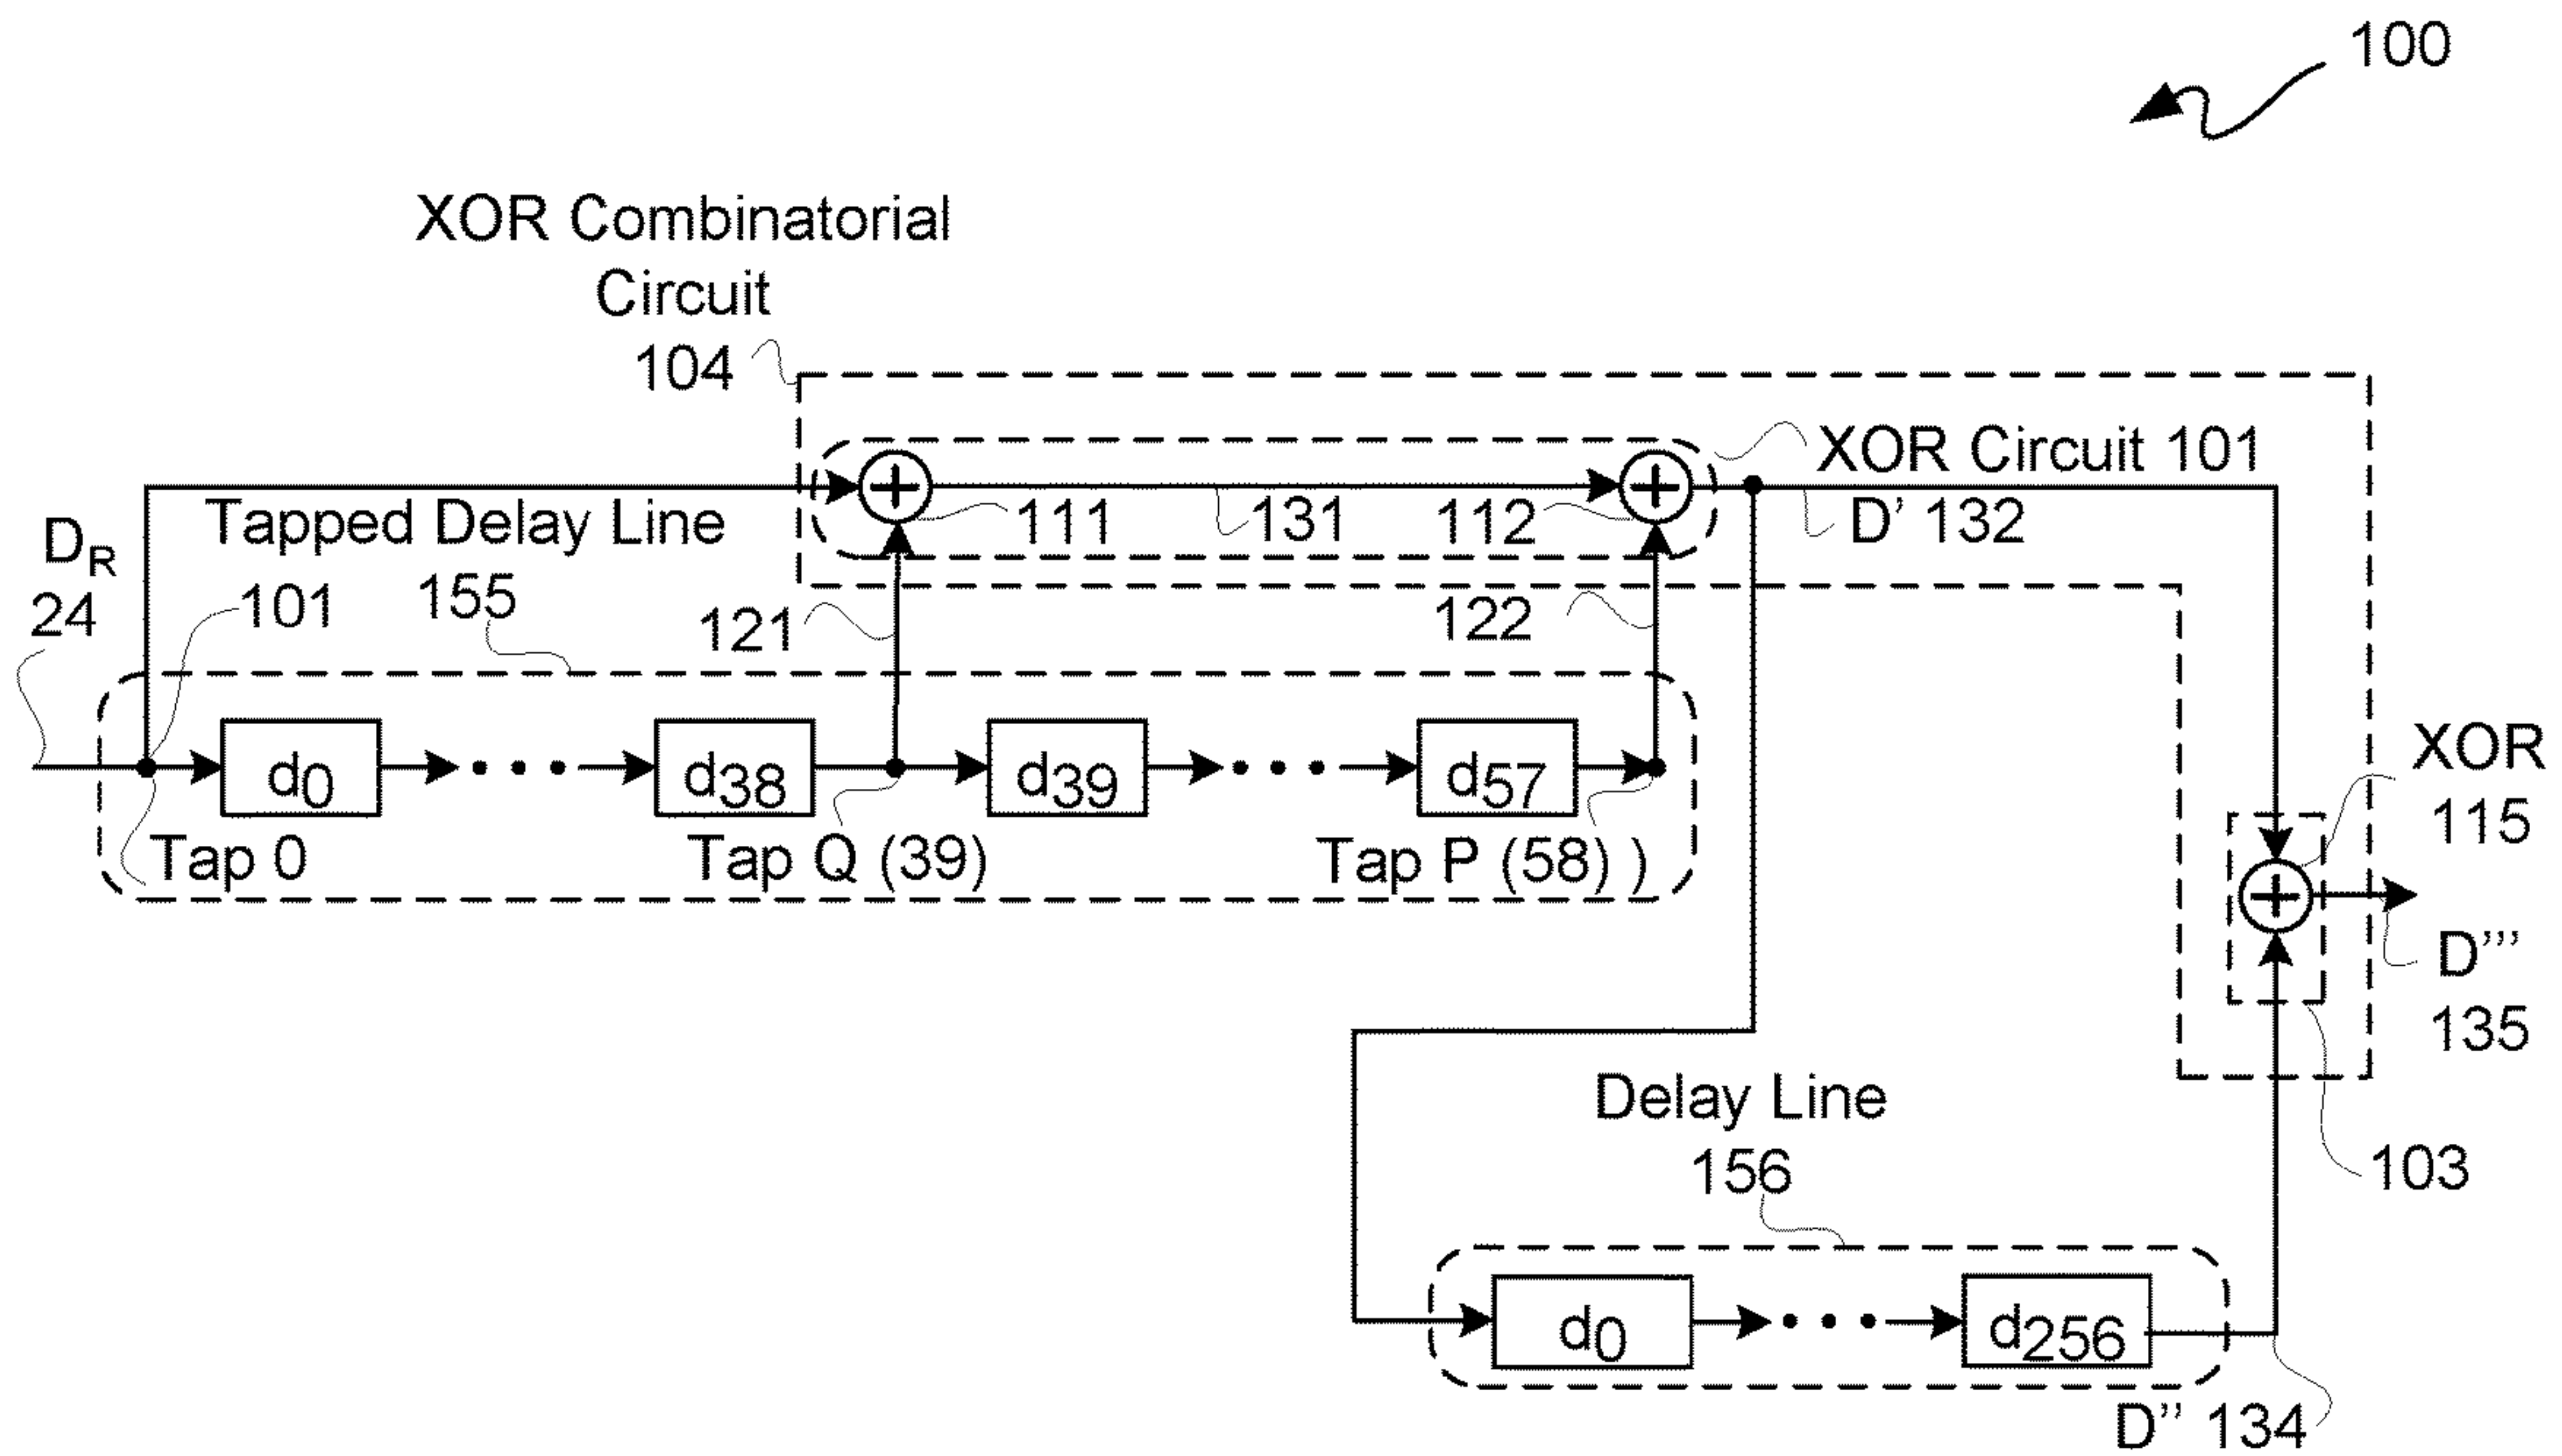 100
XOR Combinatorial
Circuit
104
XOR Circuit 101
Tapped Delay Line
111
131
112
D' 132
D_R
24
101
155
121
122
d0
d38
d39
d57
Tap 0
Tap Q (39)
Tap P (58) )
XOR
115
D'''
135
Delay Line
156
103
d0
d256
D'' 134